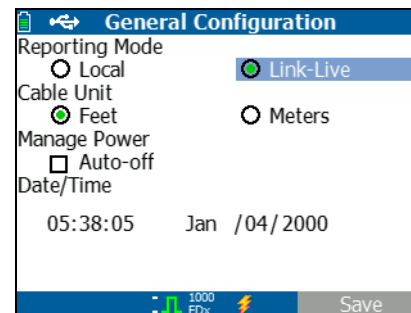 General Configuration
Reporting Mode
Local Link-Live
Cable Unit
Feet Meters
Manage Power
Auto-off
Date/Time
05:38:05 Jan /04/2000
1000
FDx Save